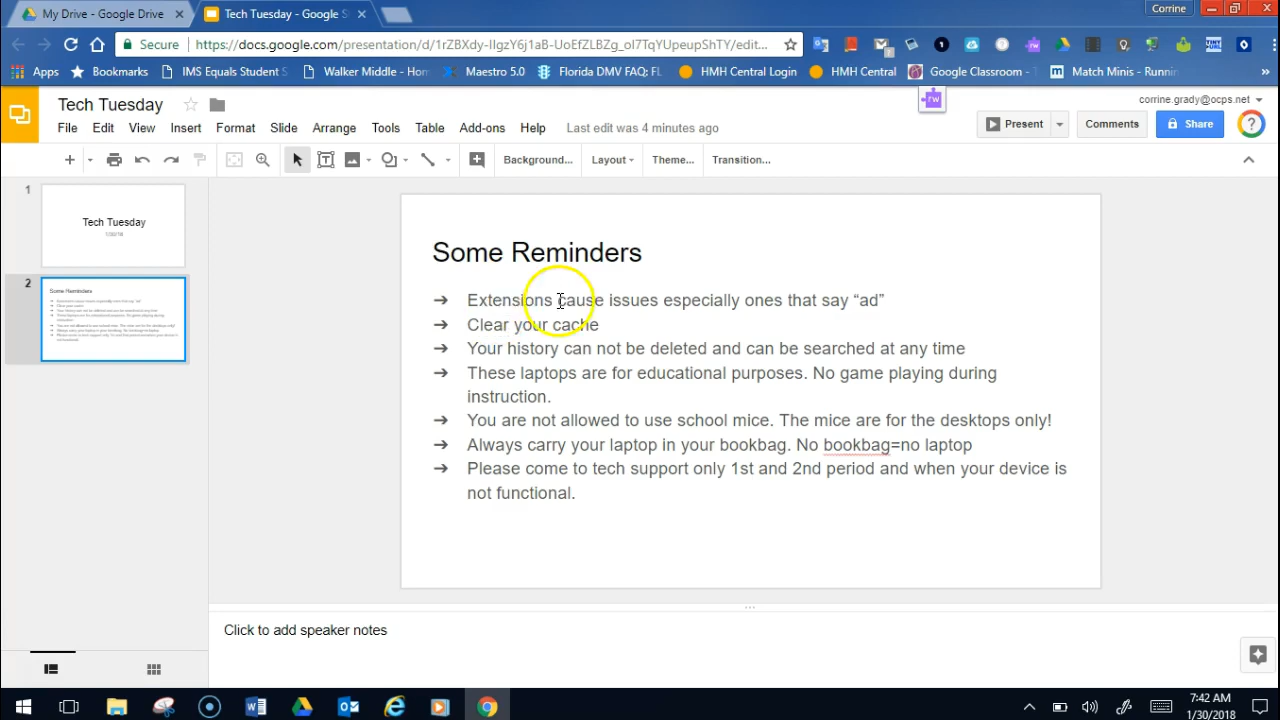 My Drive - Google Drive
Tech Tuesday - Google S
Corrine
Secure
https://docs.google.com/presentation/d/1rZBXdy-IIgzY6j1aB-UoEfZLBZg_oI7TqYUpeupShTY/edit...
Apps
Bookmarks
IMS Equals Student S
Walker Middle - Hom
Maestro 5.0
Florida DMV FAQ: FL
HMH Central Login
HMH Central
Google Classroom -
Match Minis - Runnin
»
rw
Tech Tuesday
corrine.grady@ocps.net
File Edit View Insert Format Slide Arrange Tools Table Add-ons Help
Last edit was 4 minutes ago
Present
Comments
Share
Background...
Layout
Theme...
Transition...
1
Tech Tuesday
1/30/18
2
Some Reminders
➔ Extensions cause issues especially ones that say “ad”
➔ Clear your cache
➔ Your history can not be deleted and can be searched at any time
➔ These laptops are for educational purposes. No game playing during
instruction.
➔ You are not allowed to use school mice. The mice are for the desktops only!
➔ Always carry your laptop in your bookbag. No bookbag=no laptop
➔ Please come to tech support only 1st and 2nd period and when your device is
not functional.
Click to add speaker notes
7:42 AM
1/30/2018